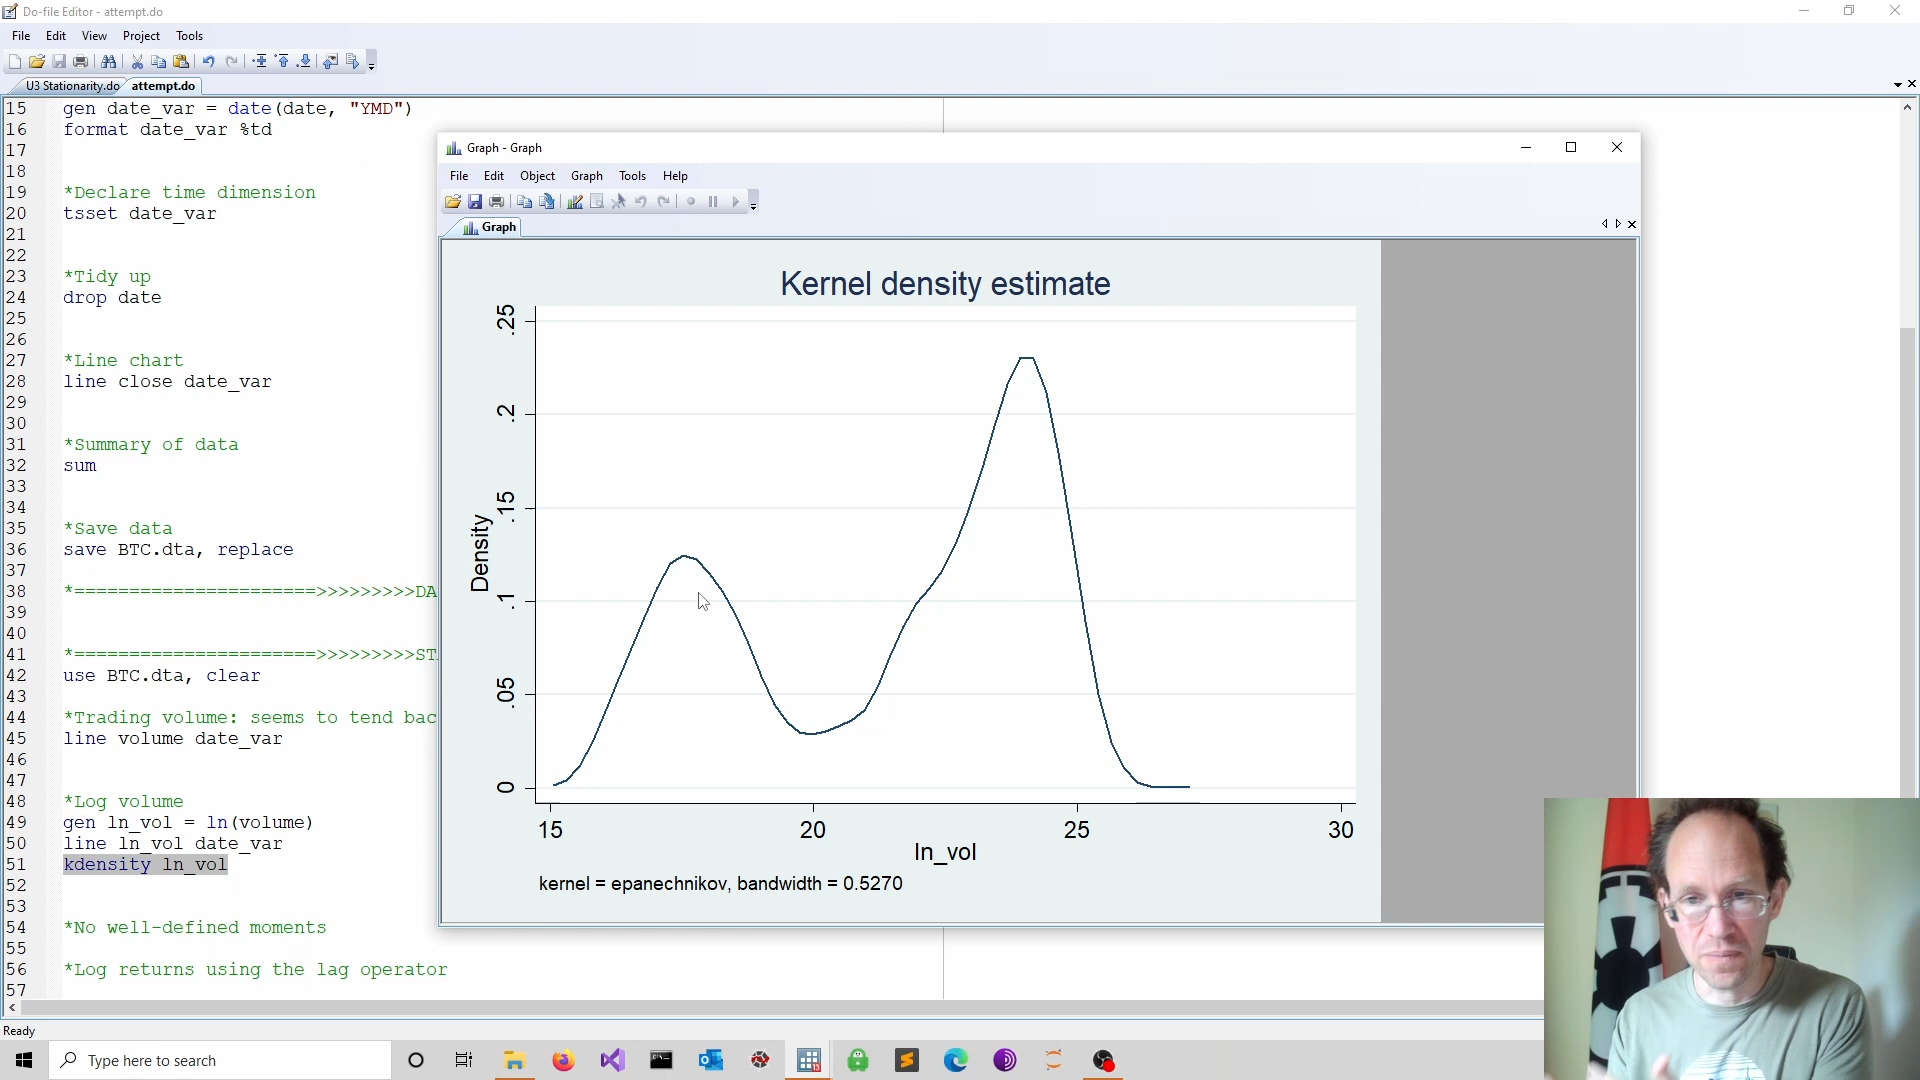 Do-file Editor - attempt.do
File Edit View Project Tools
U3 Stationarity.do attempt.do
15 gen date_var = date(date, "YMD")
16 format date_var %td
17
18
19 *Declare time dimension
20 tsset date_var
21
22
23 *Tidy up
24 drop date
25
26
27 *Line chart
28 line close date_var
29
30
31 *Summary of data
32 sum
33
34
35 *Save data
36 save BTC.dta, replace
37
38 *======================>>>>>>>>>DA
39
40
41 *======================>>>>>>>>>ST
42 use BTC.dta, clear
43
44 *Trading volume: seems to tend bac
45 line volume date_var
46
47
48 *Log volume
49 gen ln_vol = ln(volume)
50 line ln_vol date_var
51 kdensity ln_vol
52
53
54 *No well-defined moments
55
56 *Log returns using the lag operator
57
Graph - Graph
File Edit Object Graph Tools Help
Graph
Kernel density estimate
Density
.25
.2
.15
.1
.05
0
15 20 25 30
ln_vol
kernel = epanechnikov, bandwidth = 0.5270
Ready
Type here to search